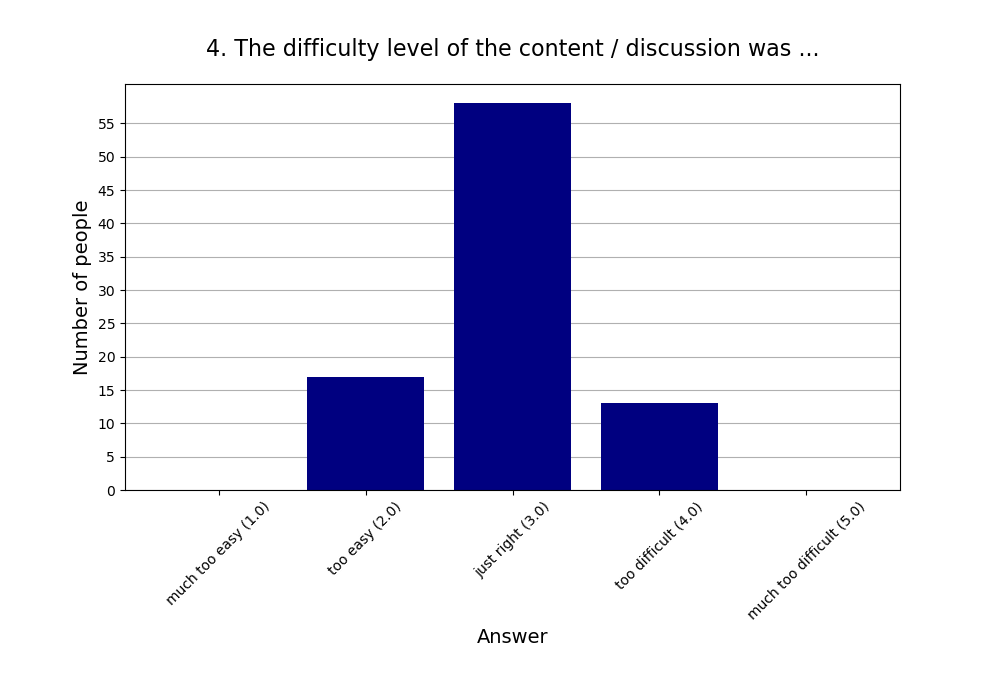 4. The difficulty level of the content / discussion was ...
55
50
45
40
35
30
25
20
15
10
5
0
Number of people
much too easy (1.0)
too easy (2.0)
just right (3.0)
too difficult (4.0)
much too difficult (5.0)
Answer